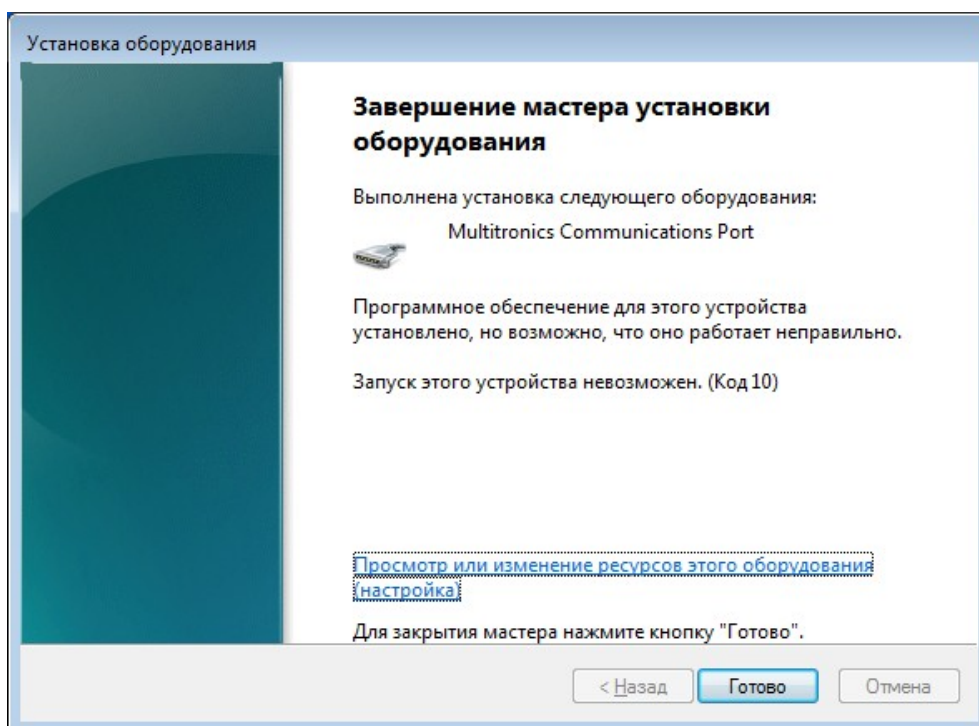 Установка оборудования
Завершение мастера установки
оборудования
Выполнена установка следующего оборудования:
Multitronics Communications Port
Программное обеспечение для этого устройства
установлено, но возможно, что оно работает неправильно.
Запуск этого устройства невозможен. (Код 10)
Просмотр или изменение ресурсов этого оборудования
(настройка)
Для закрытия мастера нажмите кнопку "Готово".
< Назад Готово Отмена